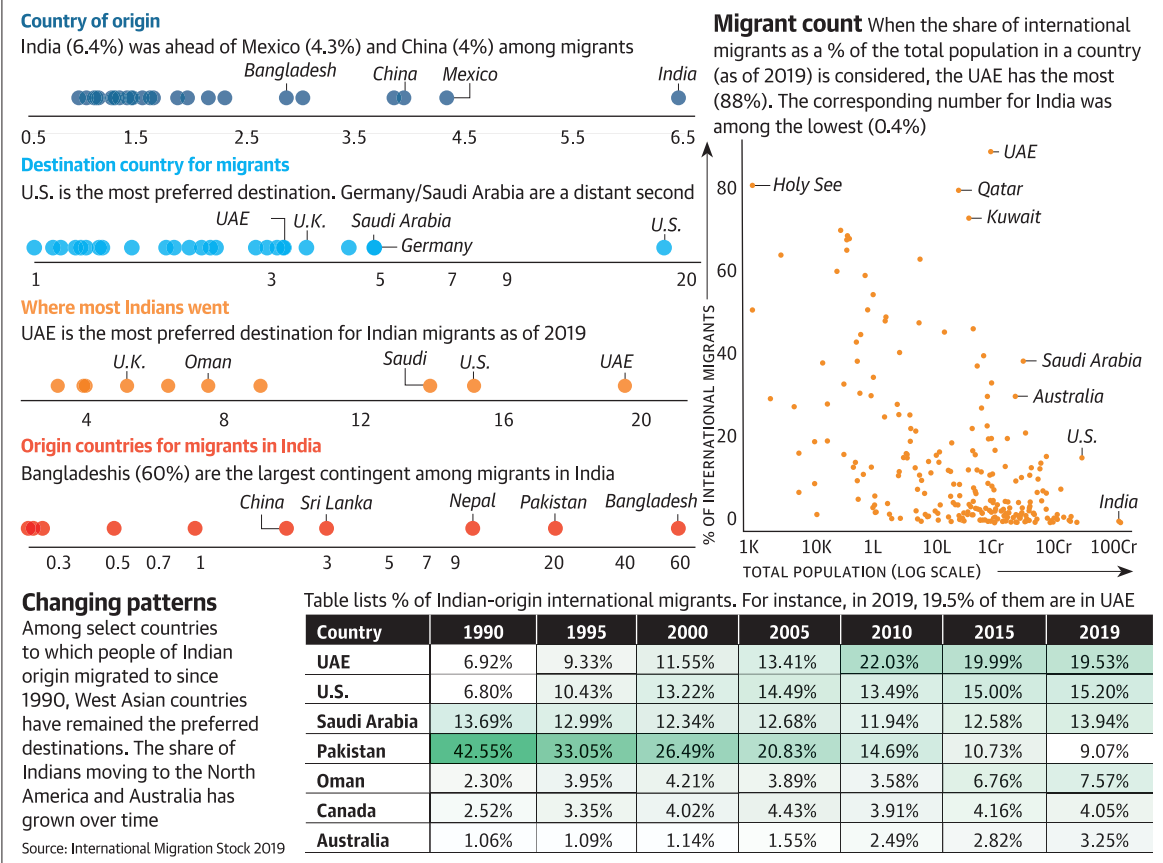 Country of origin
India (6.4%) was ahead of Mexico (4.3%) and China (4%) among migrants
Bangladesh China Mexico India
0.5 1.5 2.5 3.5 4.5 5.5 6.5
Destination country for migrants
U.S. is the most preferred destination. Germany/Saudi Arabia are a distant second
UAE U.K. Saudi Arabia U.S.
Germany
1 3 5 7 9 20
Where most Indians went
UAE is the most preferred destination for Indian migrants as of 2019
U.K. Oman Saudi U.S. UAE
4 8 12 16 20
Origin countries for migrants in India
Bangladeshis (60%) are the largest contingent among migrants in India
China Sri Lanka Nepal Pakistan Bangladesh
0.3 0.5 0.7 1 3 5 7 9 20 40 60
Migrant count When the share of international
migrants as a % of the total population in a country
(as of 2019) is considered, the UAE has the most
(88%). The corresponding number for India was
among the lowest (0.4%)
UAE
80 Holy See Qatar
Kuwait
60
40 Saudi Arabia
Australia
20 U.S.
India
0
% OF INTERNATIONAL MIGRANTS
1K 10K 1L 10L 1Cr 10Cr 100Cr
TOTAL POPULATION (LOG SCALE)
Changing patterns
Among select countries
to which people of Indian
origin migrated to since
1990, West Asian countries
have remained the preferred
destinations. The share of
Indians moving to the North
America and Australia has
grown over time
Source: International Migration Stock 2019
Table lists % of Indian-origin international migrants. For instance, in 2019, 19.5% of them are in UAE
Country 1990 1995 2000 2005 2010 2015 2019
UAE 6.92% 9.33% 11.55% 13.41% 22.03% 19.99% 19.53%
U.S. 6.80% 10.43% 13.22% 14.49% 13.49% 15.00% 15.20%
Saudi Arabia 13.69% 12.99% 12.34% 12.68% 11.94% 12.58% 13.94%
Pakistan 42.55% 33.05% 26.49% 20.83% 14.69% 10.73% 9.07%
Oman 2.30% 3.95% 4.21% 3.89% 3.58% 6.76% 7.57%
Canada 2.52% 3.35% 4.02% 4.43% 3.91% 4.16% 4.05%
Australia 1.06% 1.09% 1.14% 1.55% 2.49% 2.82% 3.25%